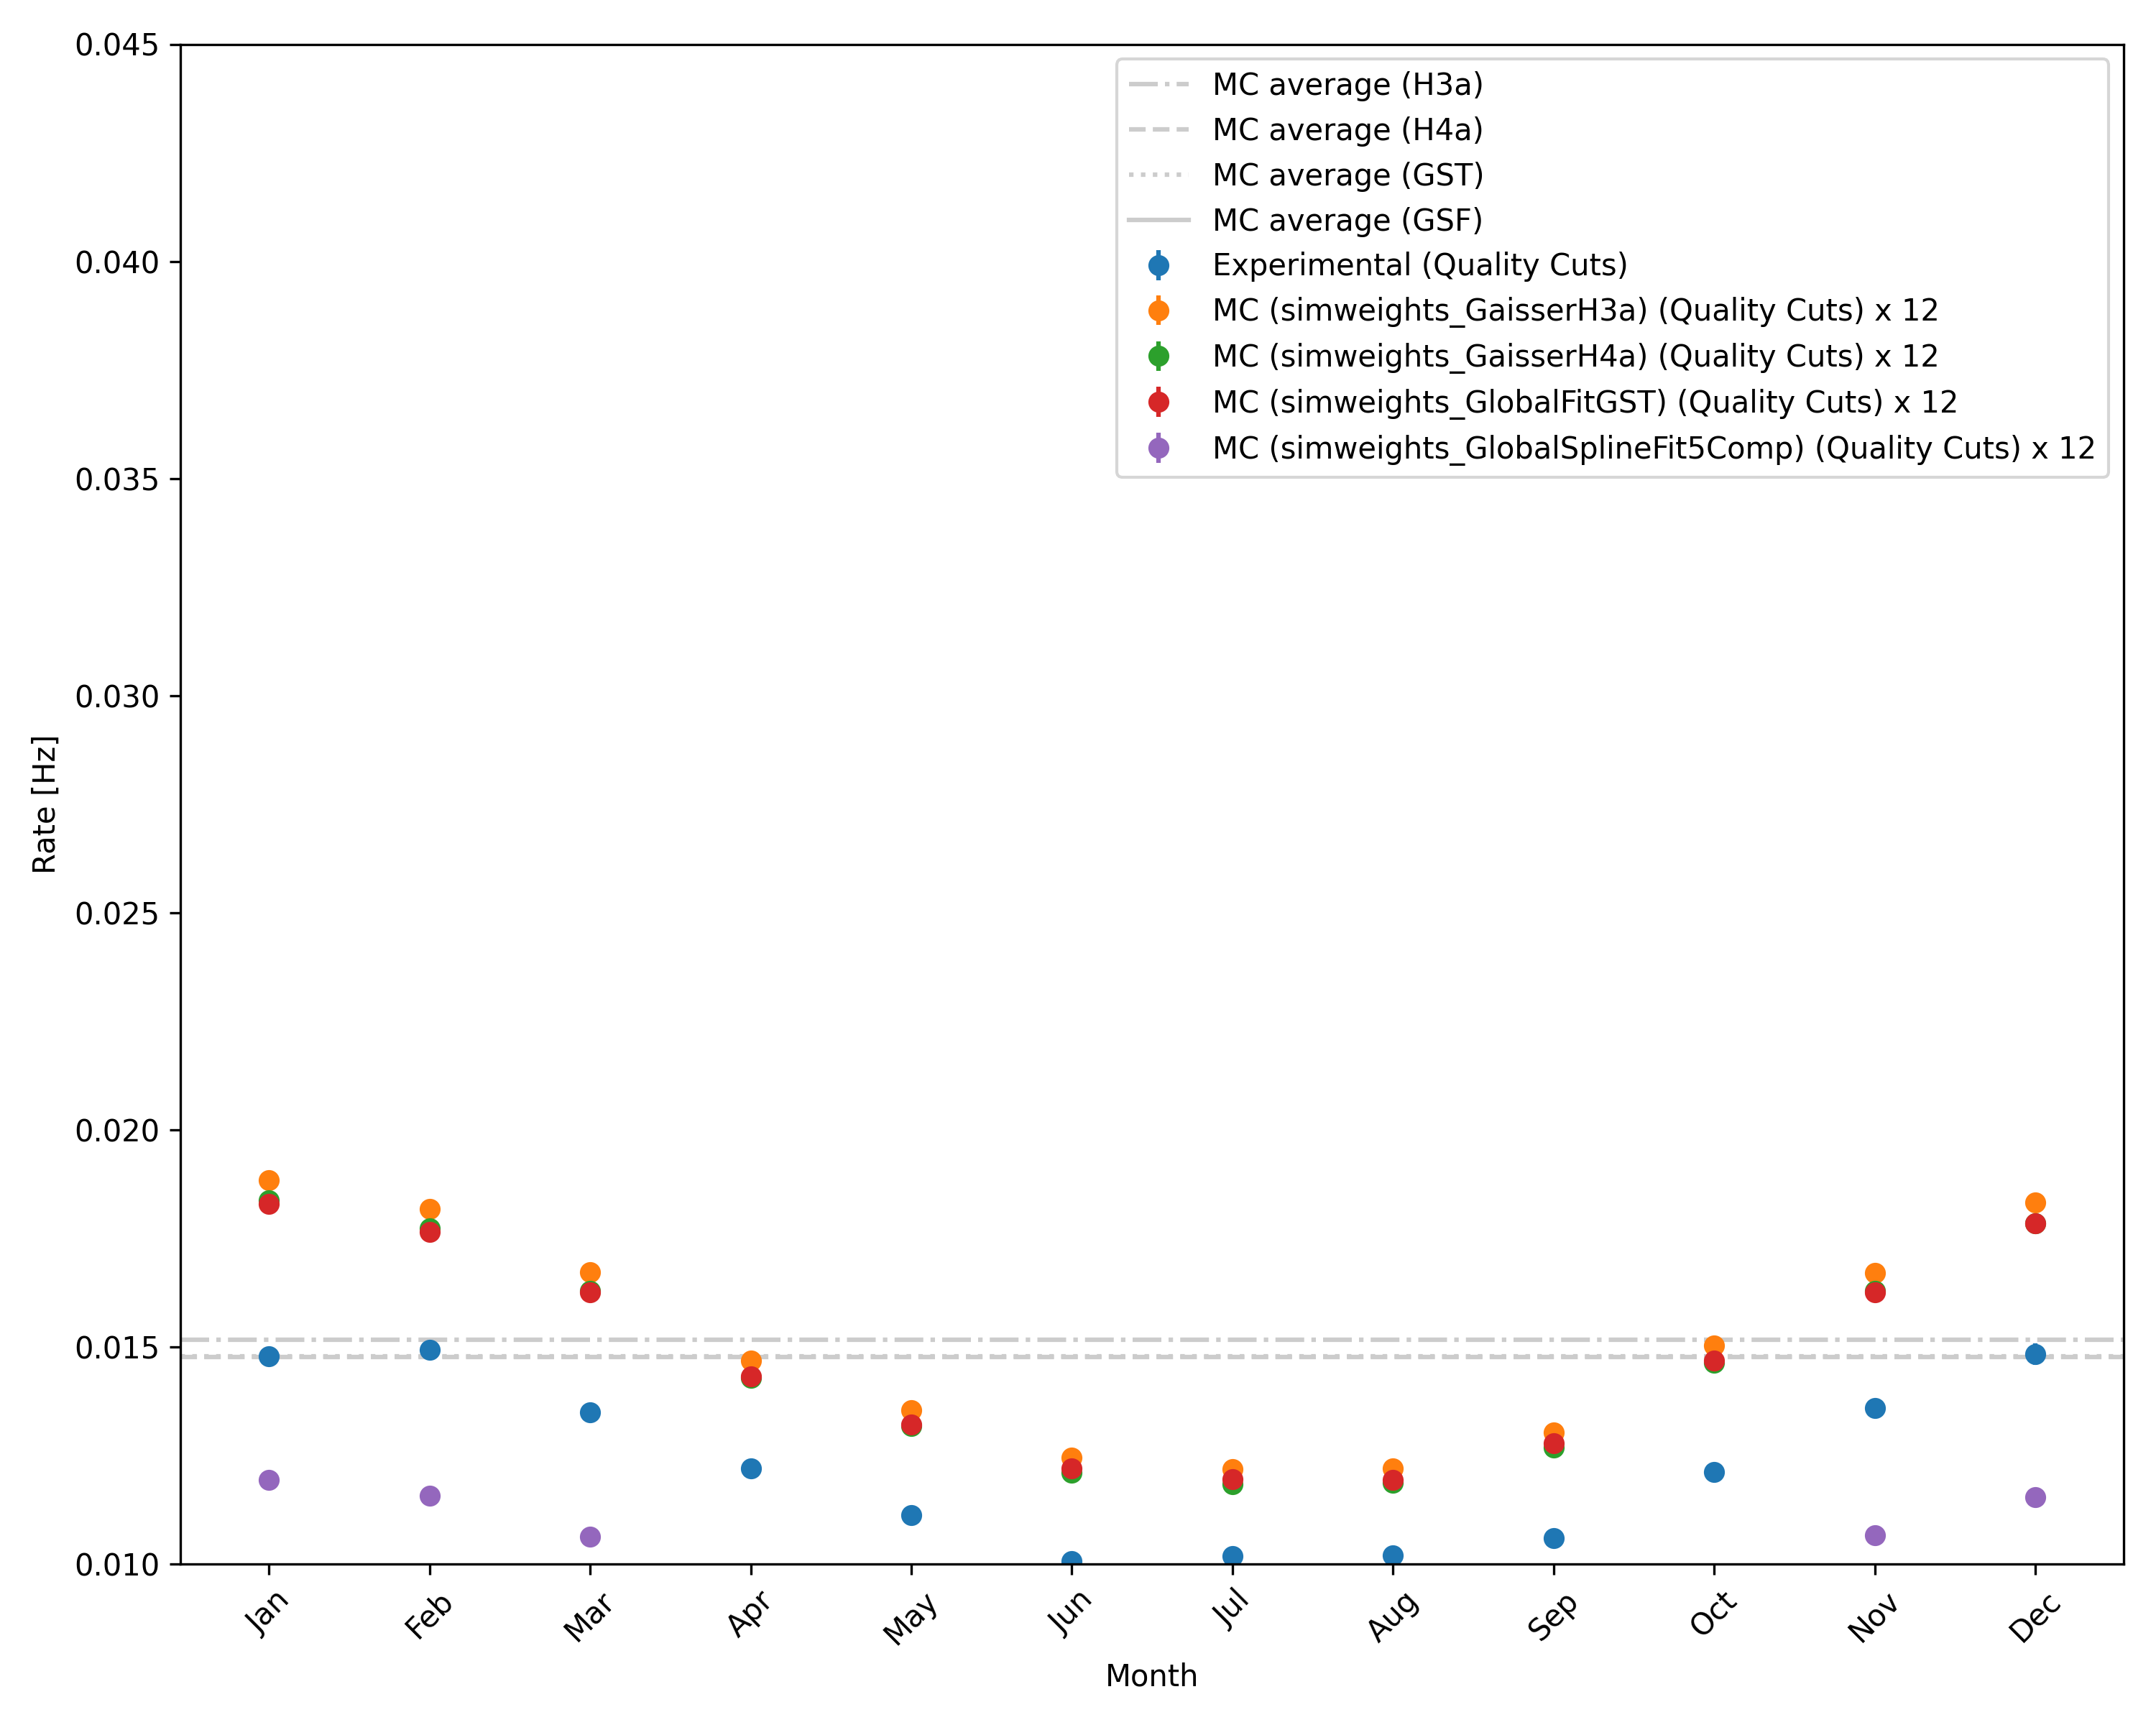 0.045
0.040
0.035
0.030
0.025
0.020
0.015
0.010
Rate [Hz]
MC average (H3a)
MC average (H4a)
MC average (GST)
MC average (GSF)
Experimental (Quality Cuts)
MC (simweights_GaisserH3a) (Quality Cuts) x 12
MC (simweights_GaisserH4a) (Quality Cuts) x 12
MC (simweights_GlobalFitGST) (Quality Cuts) x 12
MC (simweights_GlobalSplineFit5Comp) (Quality Cuts) x 12
Jan Feb Mar Apr May Jun Jul Aug Sep Oct Nov Dec
Month